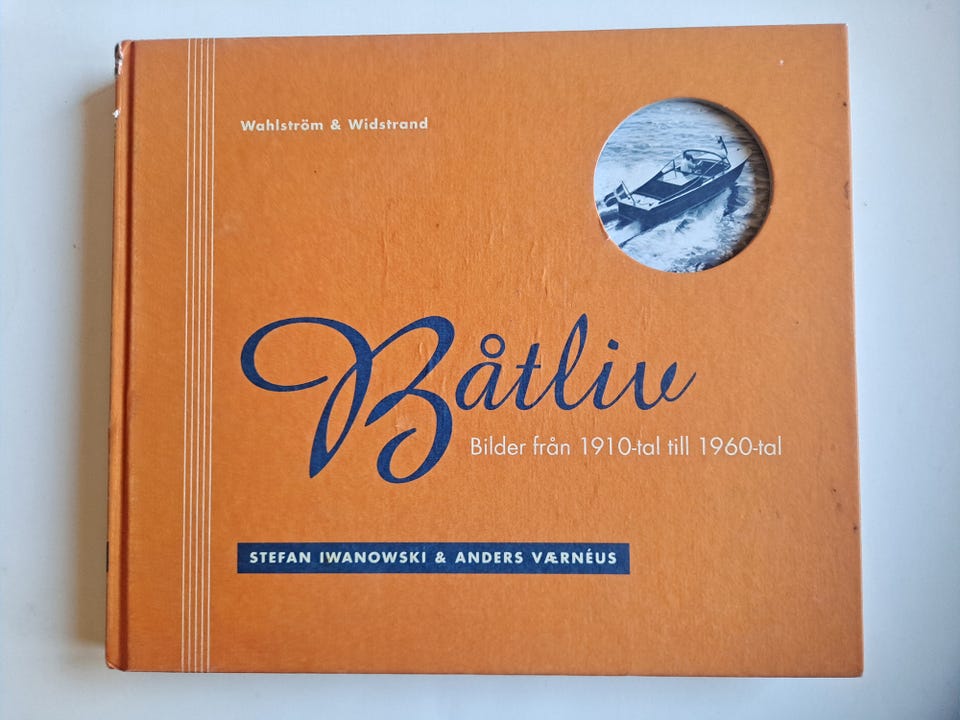 Wahlström & Widstrand
Båtliv
Bilder från 1910-tal till 1960-tal
STEFAN IWANOWSKI & ANDERS VÆRNÉUS